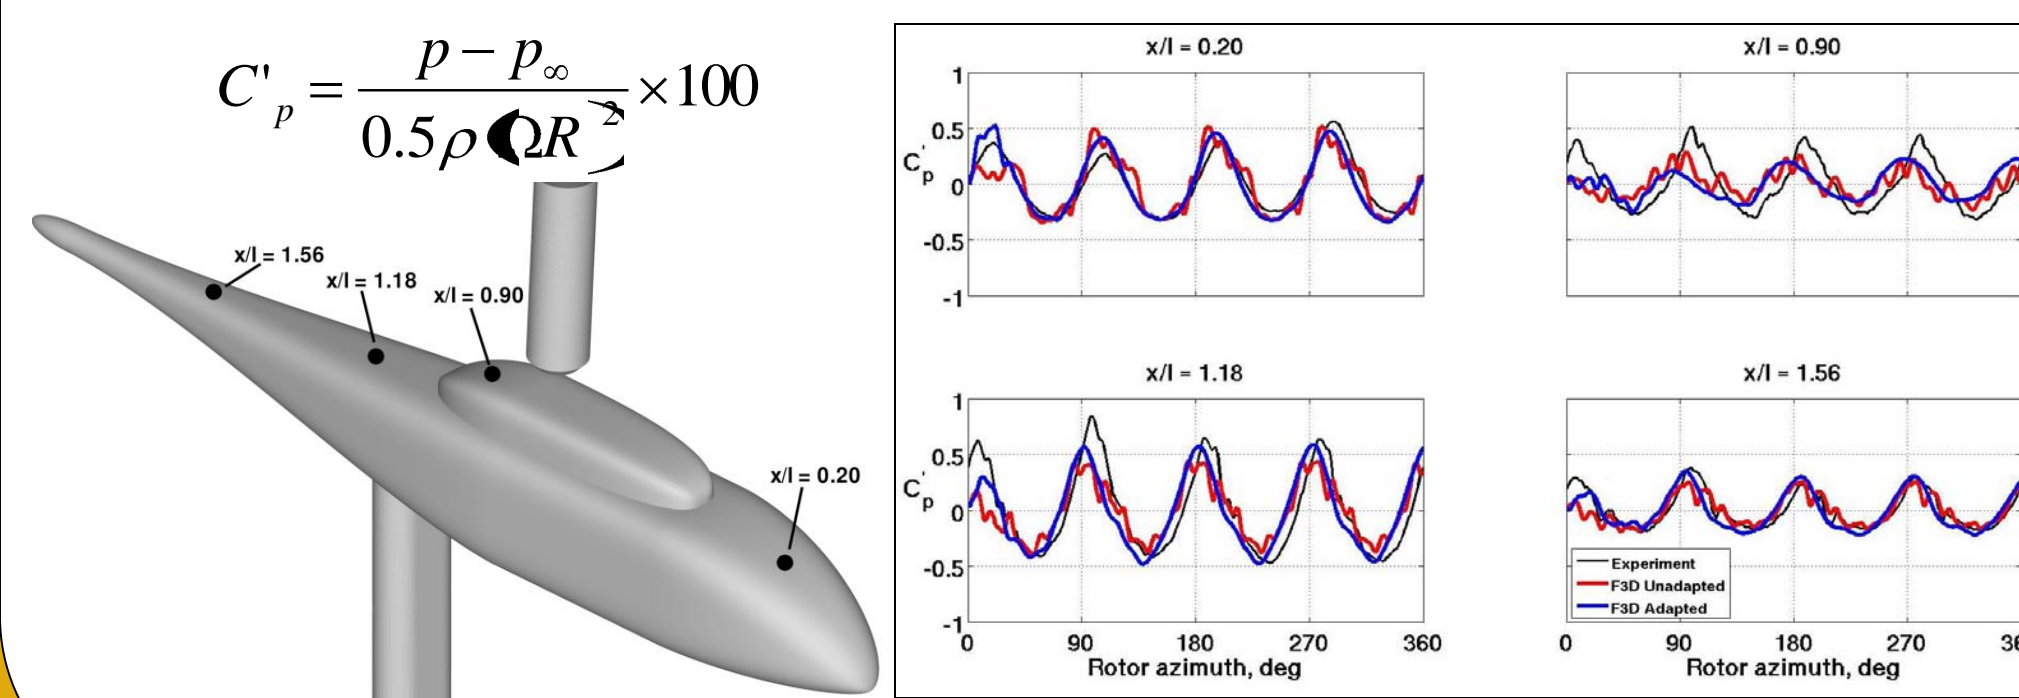 C'p = (p − p∞) / (0.5ρ(ΩR)²) ×100
x/l = 1.56
x/l = 1.18
x/l = 0.90
x/l = 0.20
x/l = 0.20
1
0.5
C'p
0
-0.5
-1
x/l = 0.90
x/l = 1.18
1
0.5
C'p
0
-0.5
-1
0 90 180 270 360
Rotor azimuth, deg
x/l = 1.56
Experiment
F3D Unadapted
F3D Adapted
0 90 180 270 36
Rotor azimuth, deg